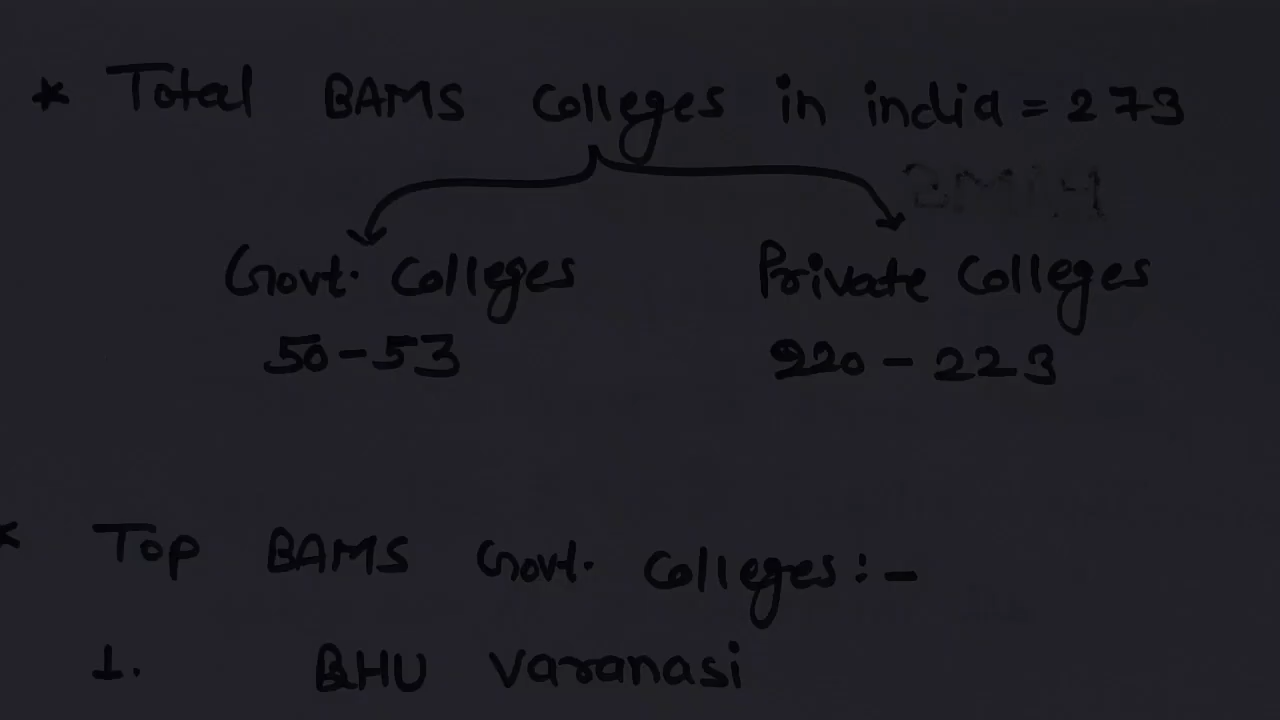 * Total BAMS Colleges in india = 273
Govt. Colleges Private Colleges
50-53 220-223
* Top BAMS Govt. Colleges:-
1. BHU Varanasi